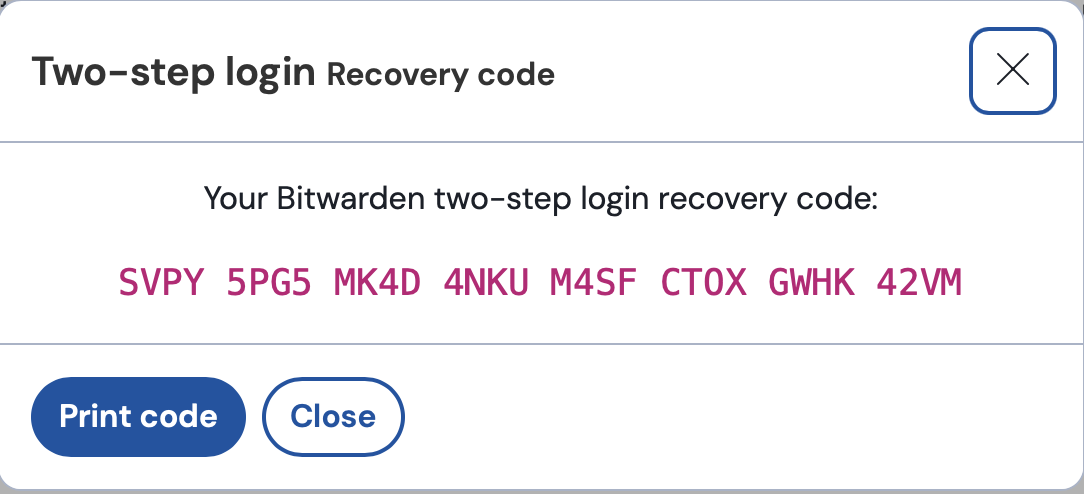 Two-step login Recovery code
Your Bitwarden two-step login recovery code:
SVPY 5PG5 MK4D 4NKU M4SF CTOX GWHK 42VM
Print code
Close